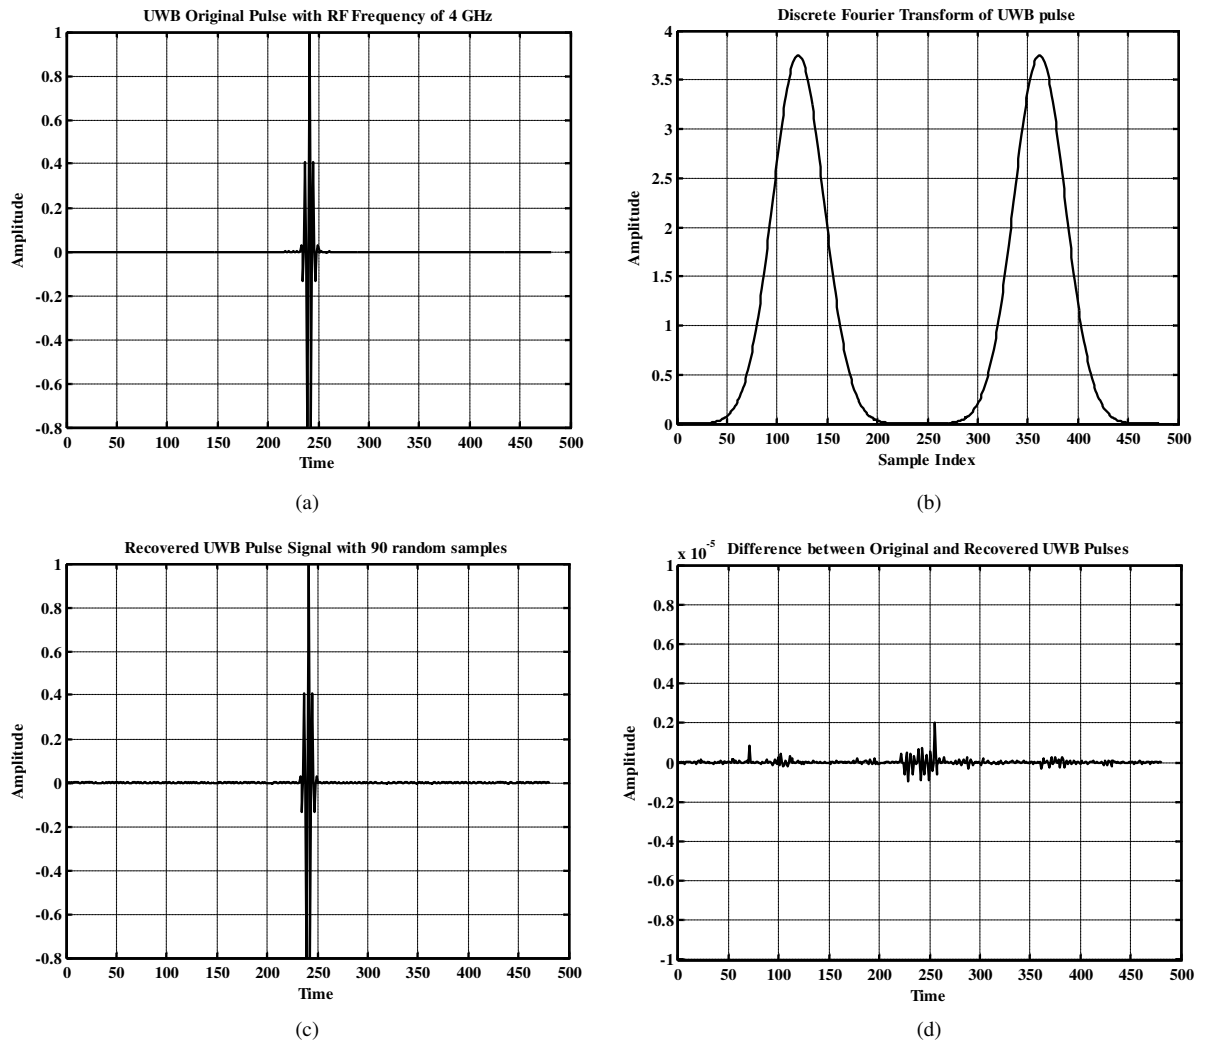 UWB Original Pulse with RF Frequency of 4 GHz
1
0.8
0.6
0.4
0.2
0
-0.2
-0.4
-0.6
-0.8
Amplitude
0 50 100 150 200 250 300 350 400 450 500
Time
(a)
Discrete Fourier Transform of UWB pulse
4
3.5
3
2.5
2
1.5
1
0.5
0
Amplitude
0 50 100 150 200 250 300 350 400 450 500
Sample Index
(b)
Recovered UWB Pulse Signal with 90 random samples
1
0.8
0.6
0.4
0.2
0
-0.2
-0.4
-0.6
-0.8
Amplitude
0 50 100 150 200 250 300 350 400 450 500
Time
(c)
x 10^-5 Difference between Original and Recovered UWB Pulses
1
0.8
0.6
0.4
0.2
0
-0.2
-0.4
-0.6
-0.8
-1
Amplitude
0 50 100 150 200 250 300 350 400 450 500
Time
(d)